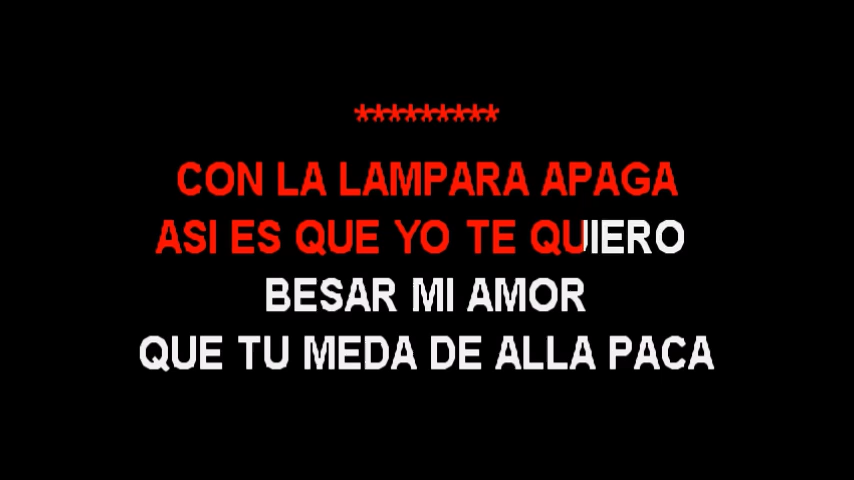 *********
CON LA LAMPARA APAGA
ASI ES QUE YO TE QUIERO
BESAR MI AMOR
QUE TU MEDA DE ALLA PACA